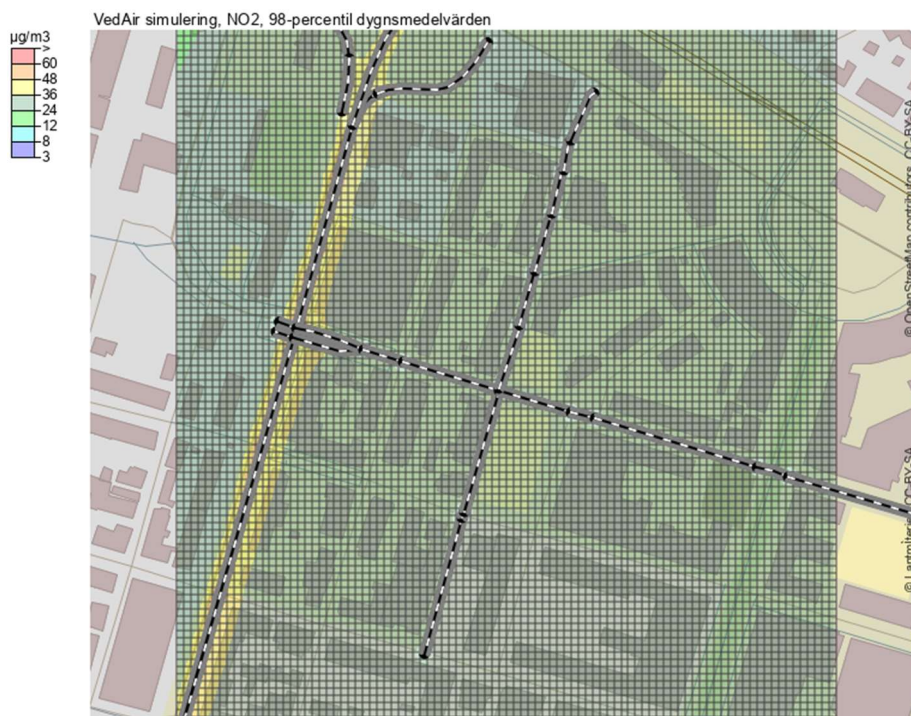 VedAir simulering, NO2, 98-percentil dygnsmedelvärden
µg/m3
>
60
48
36
24
12
8
3
© OpenStreetMap contributors, CC BY-SA
© Lantmäteriet, CC BY SA